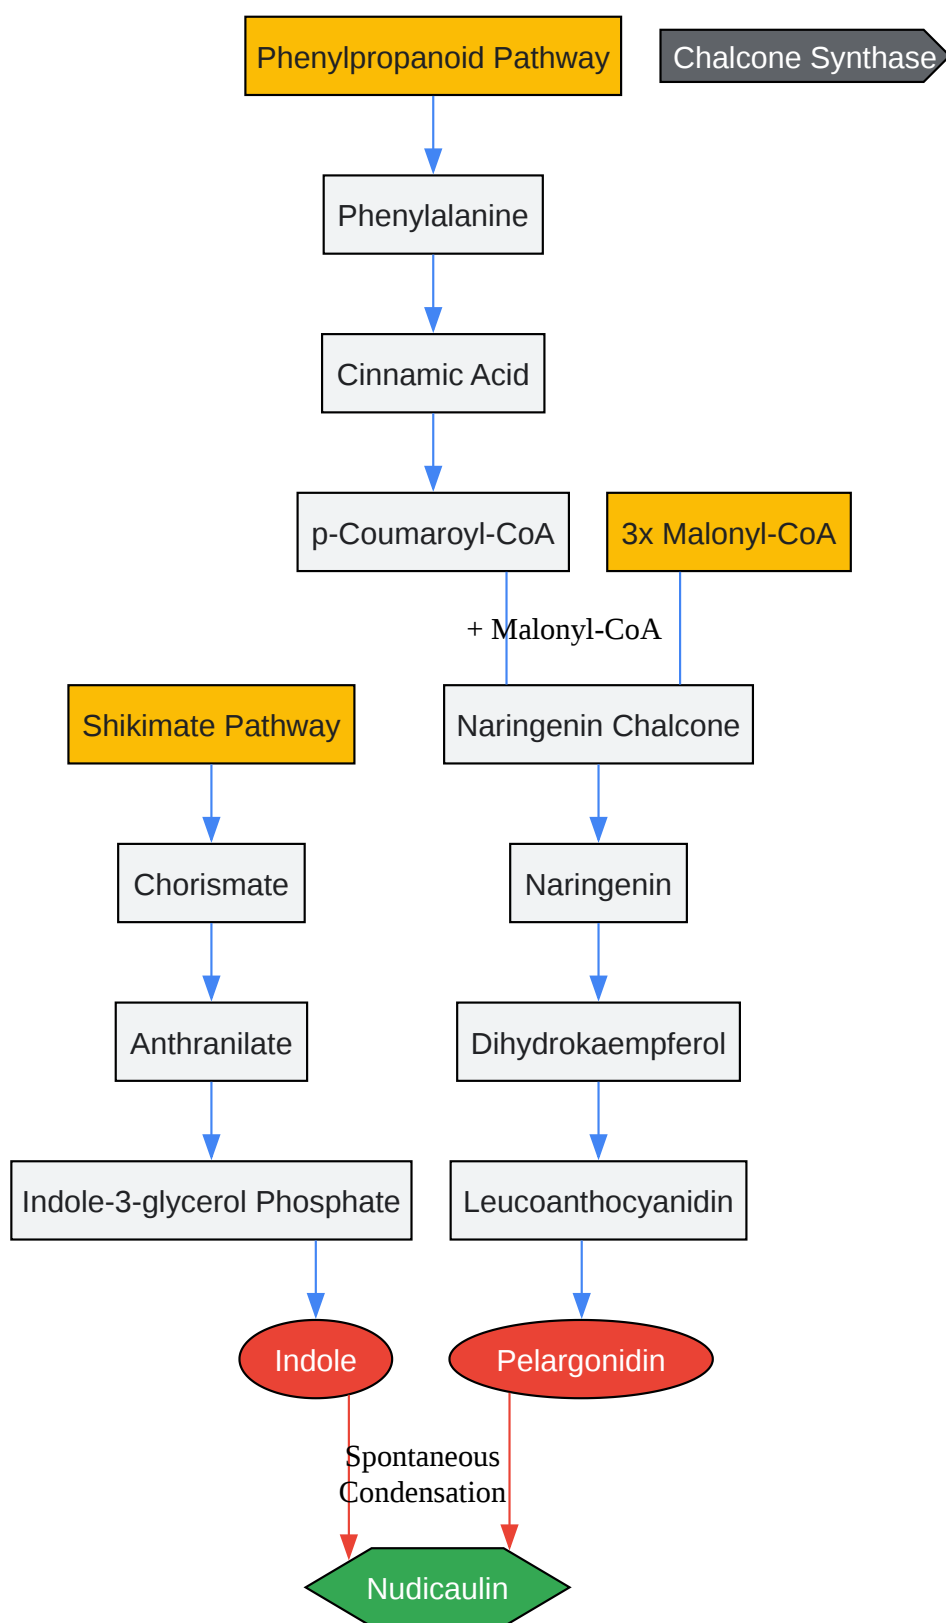 Phenylpropanoid Pathway
Chalcone Synthase
Phenylalanine
Cinnamic Acid
p-Coumaroyl-CoA
3x Malonyl-CoA
+ Malonyl-CoA
Shikimate Pathway
Naringenin Chalcone
Chorismate
Naringenin
Anthranilate
Dihydrokaempferol
Indole-3-glycerol Phosphate
Leucoanthocyanidin
Indole
Pelargonidin
Spontaneous
Condensation
Nudicaulin